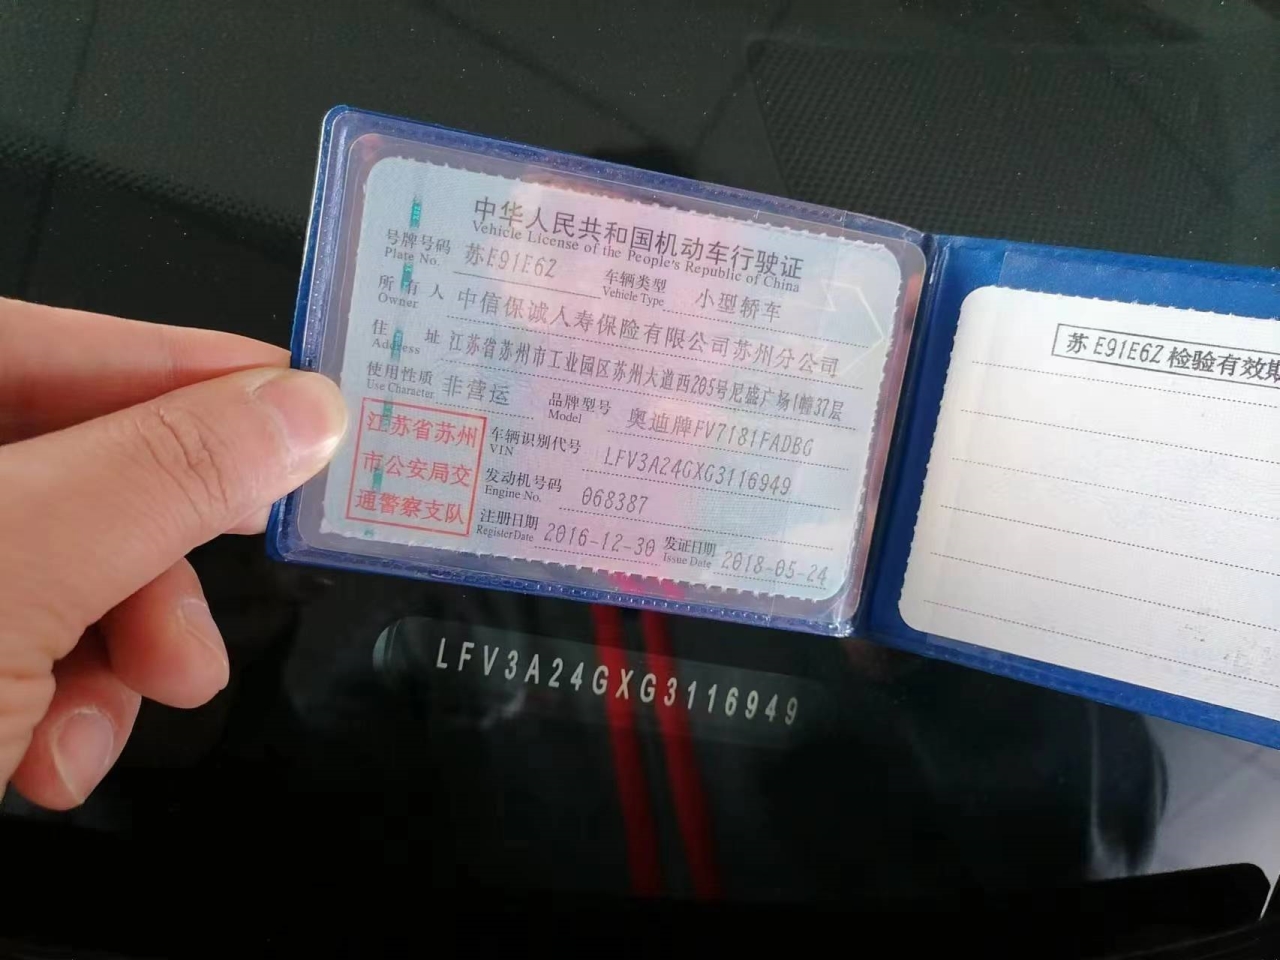 中华人民共和国机动车行驶证
Vehicle License of the People's Republic of China
号牌号码 苏E91E6Z 车辆类型 小型轿车
Plate No. Vehicle Type
所有人 中信保诚人寿保险有限公司苏州分公司
Owner
住址 江苏省苏州市工业园区苏州大道西205号尼盛广场1幢37层
Address
使用性质 非营运 品牌型号 奥迪牌FV7181FADBG
Use Character Model
江苏省苏州
市公安局交
通警察支队
车辆识别代号 LFV3A24GXG3116949
VIN
发动机号码 068387
Engine No.
注册日期 2016-12-30 发证日期 2018-05-24
Register Date Issue Date
苏E91E6Z检验有效期
LFV3A24GXG3116949